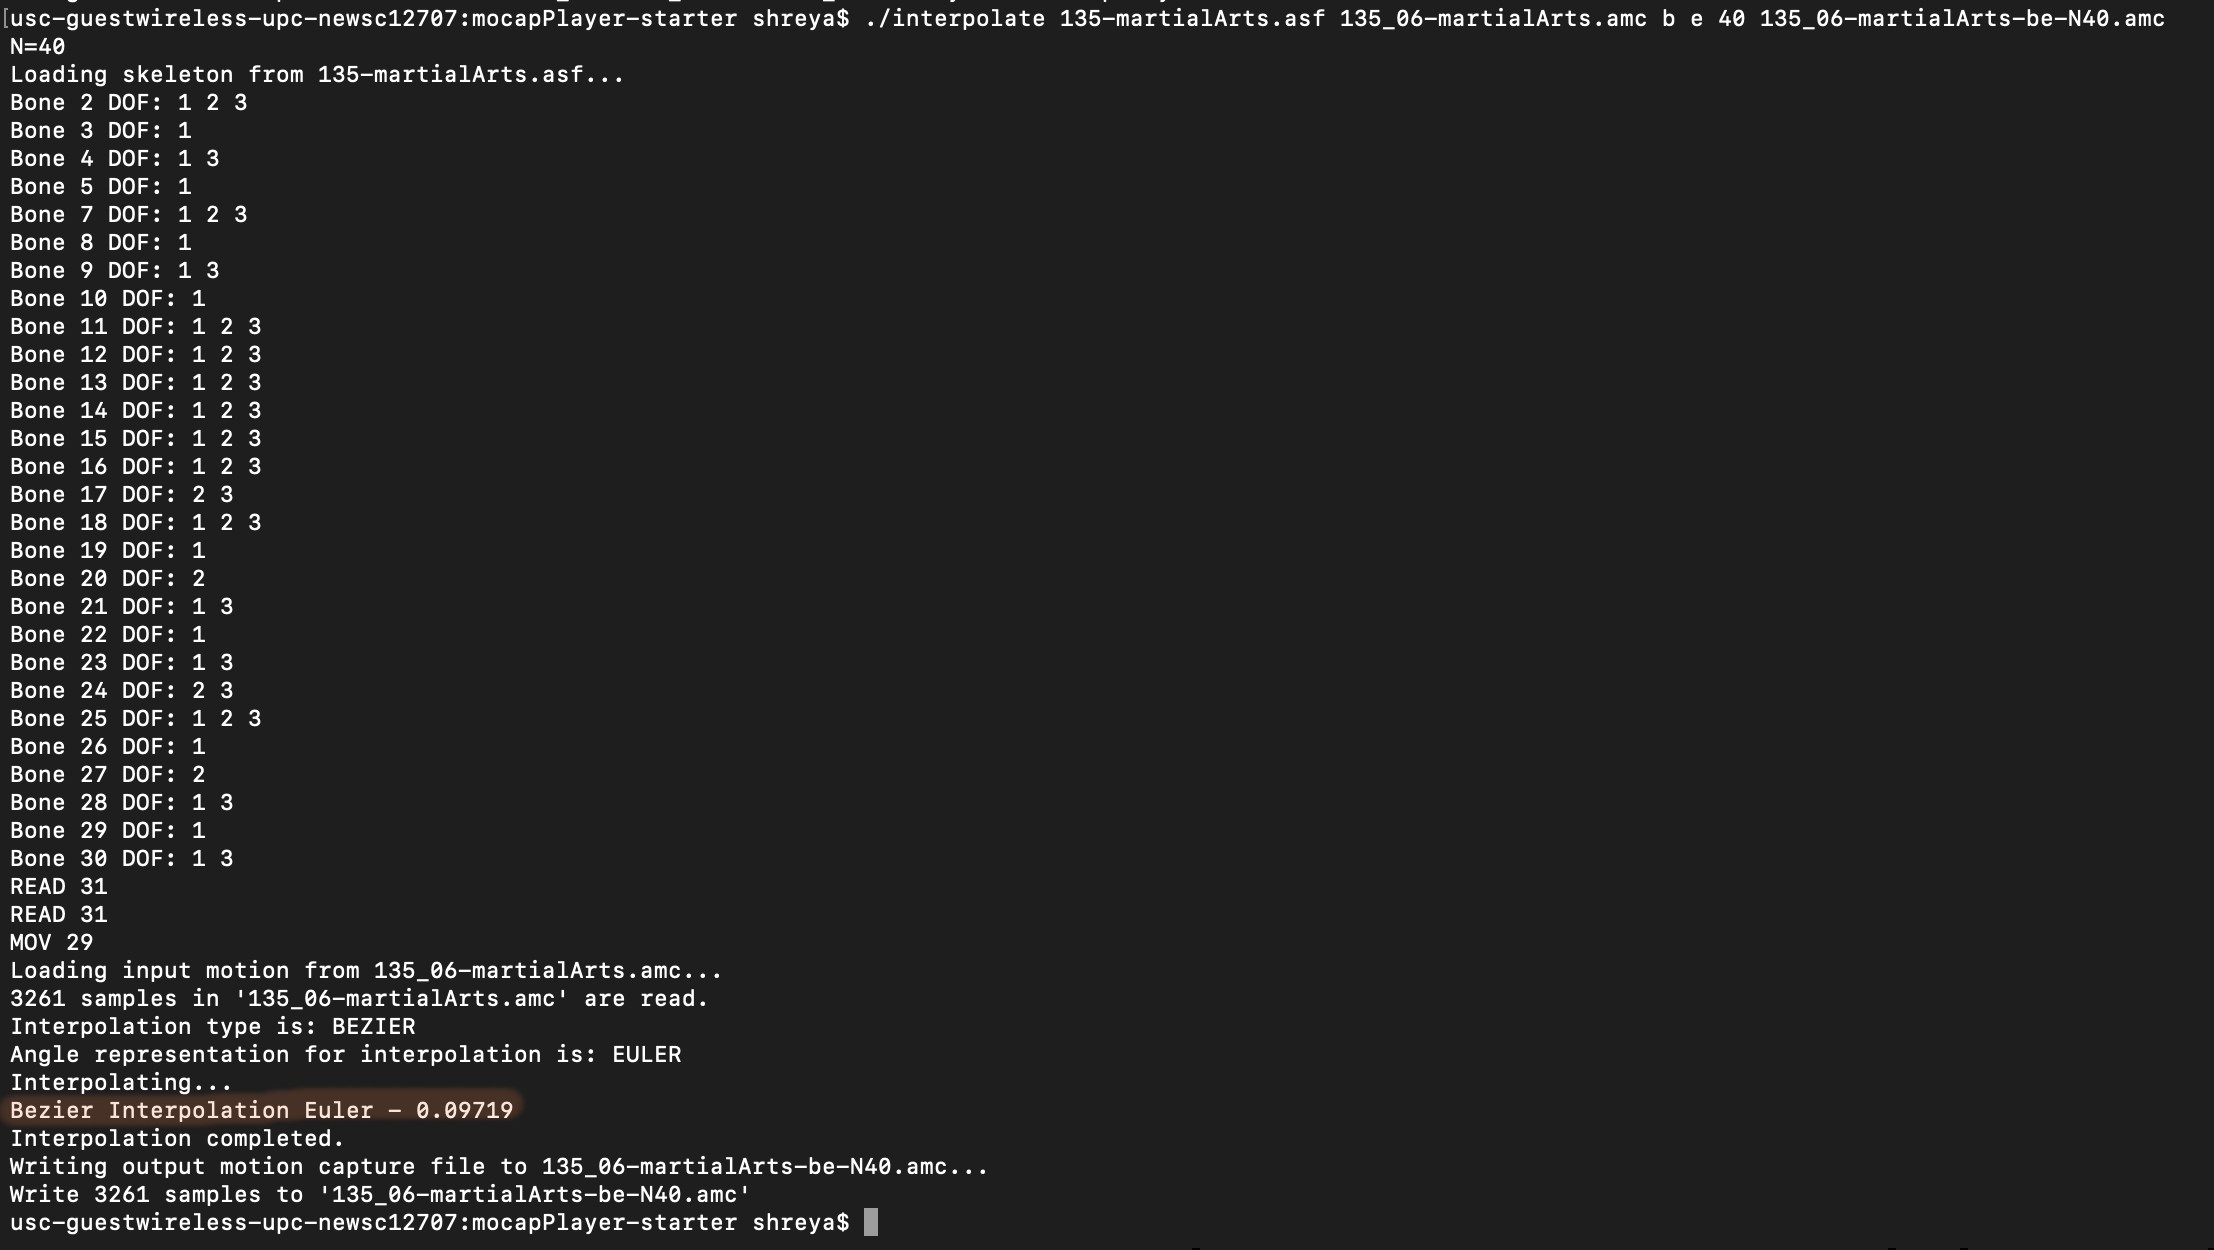 usc-guestwireless-upc-newsc12707:mocapPlayer-starter shreya$ ./interpolate 135-martialArts.asf 135_06-martialArts.amc b e 40 135_06-martialArts-be-N40.amc
N=40
Loading skeleton from 135-martialArts.asf...
Bone 2 DOF: 1 2 3
Bone 3 DOF: 1
Bone 4 DOF: 1 3
Bone 5 DOF: 1
Bone 7 DOF: 1 2 3
Bone 8 DOF: 1
Bone 9 DOF: 1 3
Bone 10 DOF: 1
Bone 11 DOF: 1 2 3
Bone 12 DOF: 1 2 3
Bone 13 DOF: 1 2 3
Bone 14 DOF: 1 2 3
Bone 15 DOF: 1 2 3
Bone 16 DOF: 1 2 3
Bone 17 DOF: 2 3
Bone 18 DOF: 1 2 3
Bone 19 DOF: 1
Bone 20 DOF: 2
Bone 21 DOF: 1 3
Bone 22 DOF: 1
Bone 23 DOF: 1 3
Bone 24 DOF: 2 3
Bone 25 DOF: 1 2 3
Bone 26 DOF: 1
Bone 27 DOF: 2
Bone 28 DOF: 1 3
Bone 29 DOF: 1
Bone 30 DOF: 1 3
READ 31
READ 31
MOV 29
Loading input motion from 135_06-martialArts.amc...
3261 samples in '135_06-martialArts.amc' are read.
Interpolation type is: BEZIER
Angle representation for interpolation is: EULER
Interpolating...
Bezier Interpolation Euler - 0.09719
Interpolation completed.
Writing output motion capture file to 135_06-martialArts-be-N40.amc...
Write 3261 samples to '135_06-martialArts-be-N40.amc'
usc-guestwireless-upc-newsc12707:mocapPlayer-starter shreya$